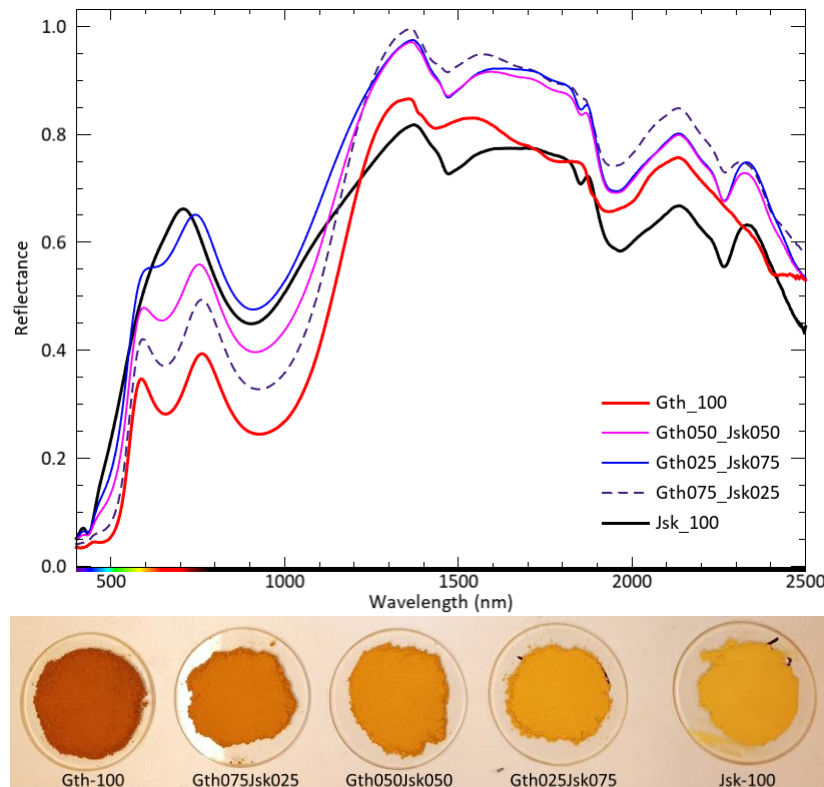 1.0
0.8
0.6
0.4
0.2
0.0
Reflectance
Gth_100
Gth050_Jsk050
Gth025_Jsk075
Gth075_Jsk025
Jsk_100
500 1000 1500 2000 2500
Wavelength (nm)
Gth-100 Gth075Jsk025 Gth050Jsk050 Gth025Jsk075 Jsk-100